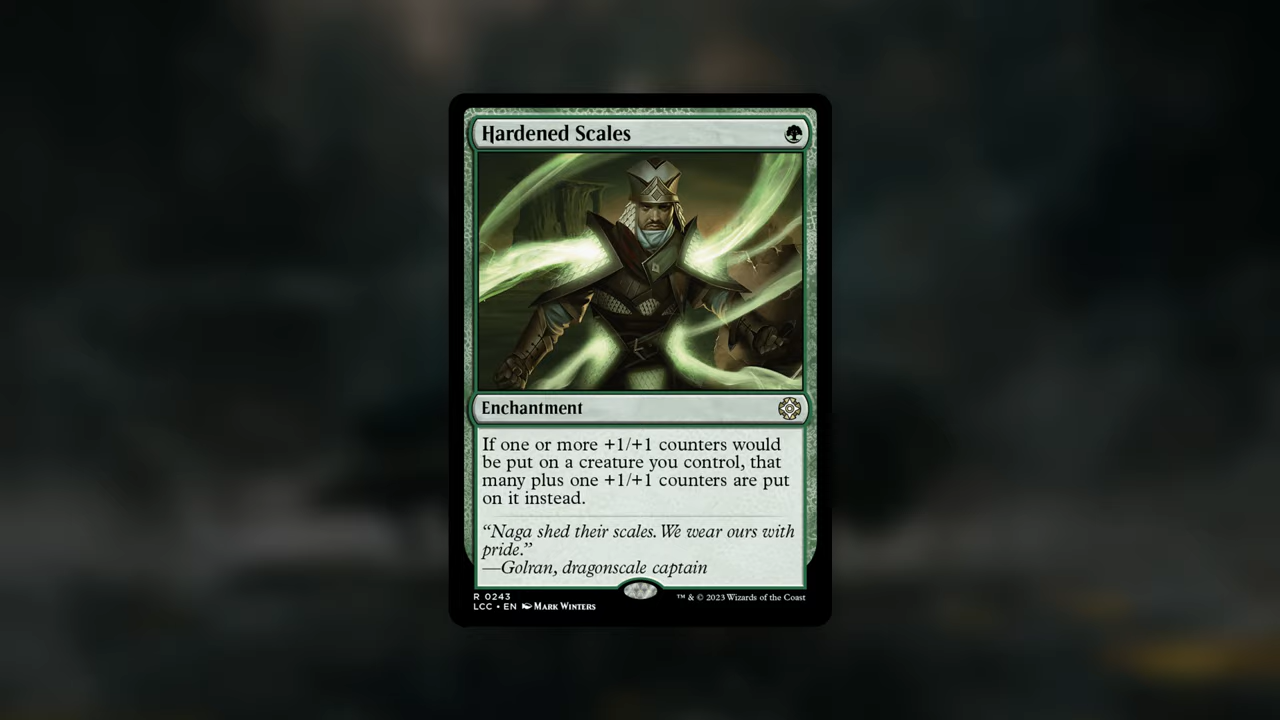 Hardened Scales
Enchantment
If one or more +1/+1 counters would
be put on a creature you control, that
many plus one +1/+1 counters are put
on it instead.
“Naga shed their scales. We wear ours with
pride.”
—Golran, dragonscale captain
R 0243
LCC • EN Mark Winters
™ & © 2023 Wizards of the Coast